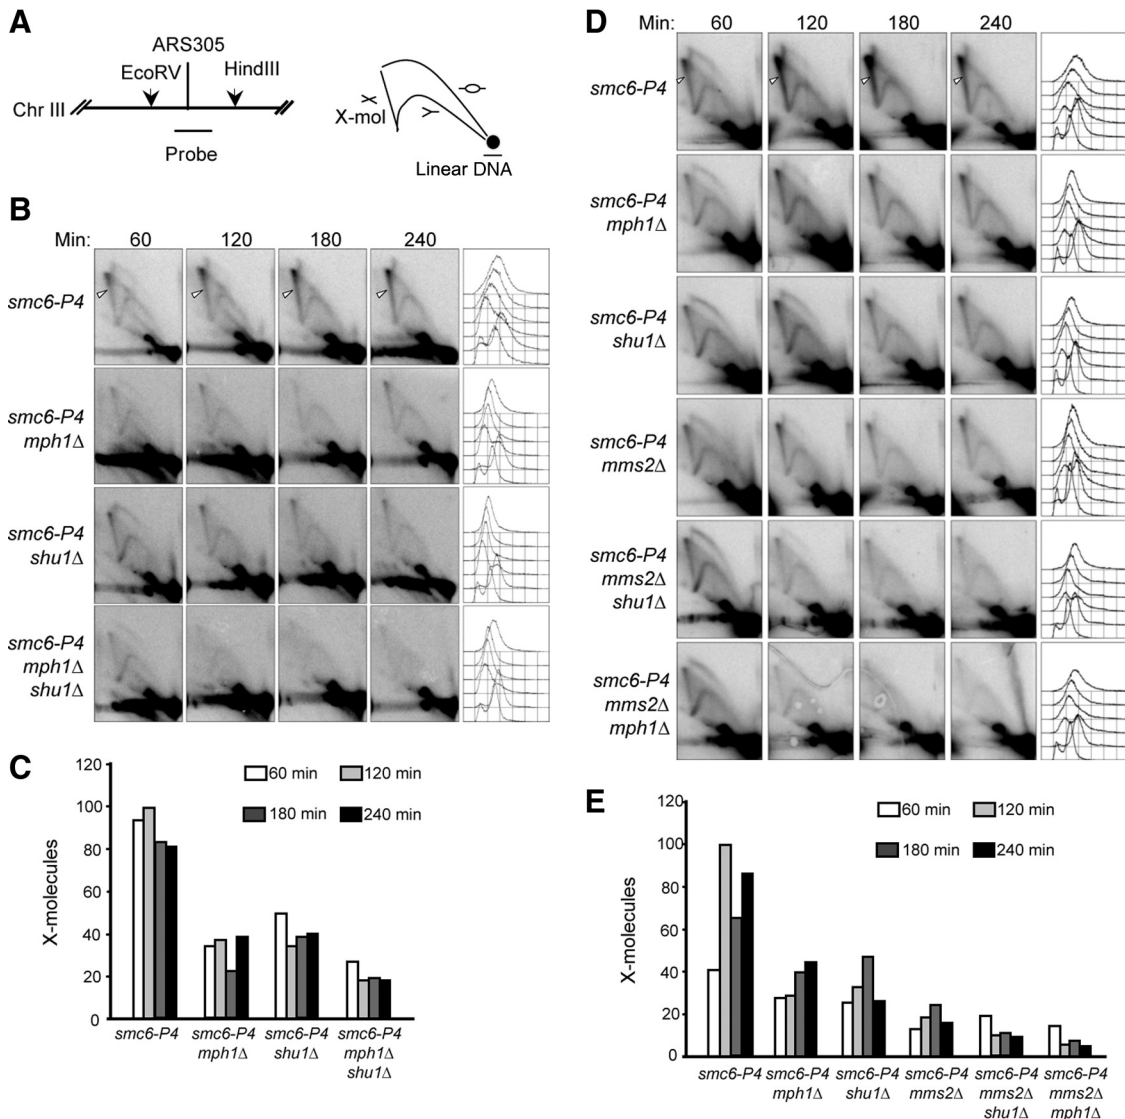 A
ARS305
EcoRV
HindIII
Chr III
Probe
X-mol
Linear DNA
B
Min: 60 120 180 240
smc6-P4
smc6-P4
mph1Δ
smc6-P4
shu1Δ
smc6-P4
mph1Δ
shu1Δ
C
X-molecules
120
100
80
60
40
20
0
60 min
120 min
180 min
240 min
smc6-P4
smc6-P4
mph1Δ
smc6-P4
shu1Δ
smc6-P4
mph1Δ
shu1Δ
D
Min: 60 120 180 240
smc6-P4
smc6-P4
mph1Δ
smc6-P4
shu1Δ
smc6-P4
mms2Δ
smc6-P4
mms2Δ
shu1Δ
smc6-P4
mms2Δ
mph1Δ
E
X-molecules
120
100
80
60
40
20
0
60 min
120 min
180 min
240 min
smc6-P4
smc6-P4
mph1Δ
smc6-P4
shu1Δ
smc6-P4
mms2Δ
smc6-P4
mms2Δ
shu1Δ
smc6-P4
mms2Δ
mph1Δ